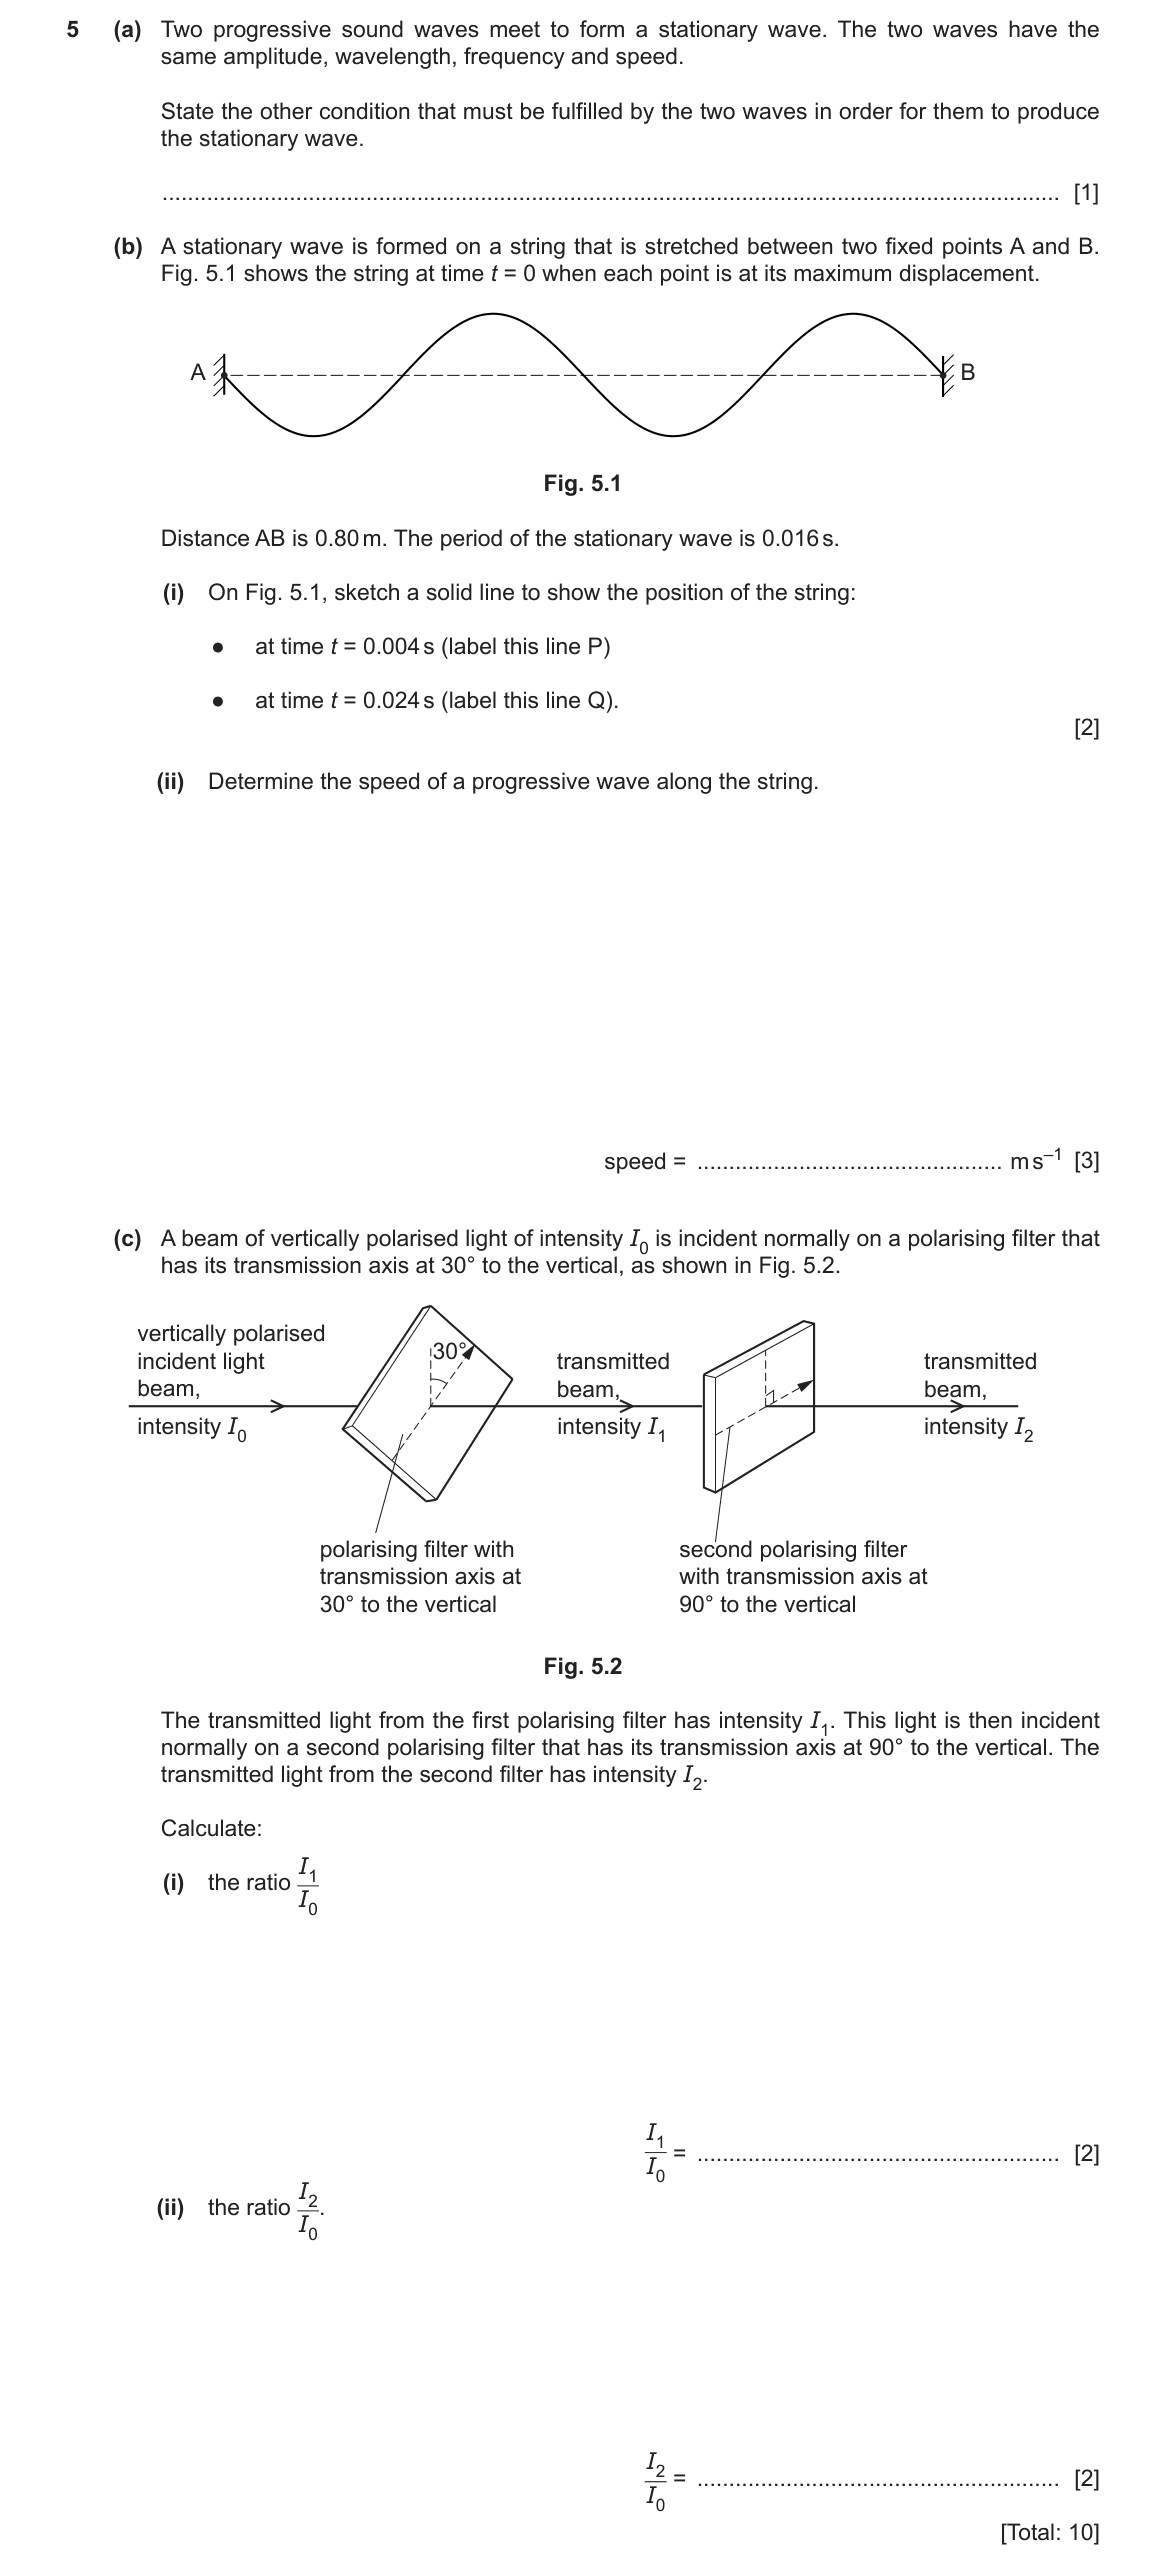 5 (a) Two progressive sound waves meet to form a stationary wave. The two waves have the
same amplitude, wavelength, frequency and speed.
State the other condition that must be fulfilled by the two waves in order for them to produce
the stationary wave.
.......................................................................................................................................... [1]
(b) A stationary wave is formed on a string that is stretched between two fixed points A and B.
Fig. 5.1 shows the string at time t = 0 when each point is at its maximum displacement.
A B
Fig. 5.1
Distance AB is 0.80 m. The period of the stationary wave is 0.016 s.
(i) On Fig. 5.1, sketch a solid line to show the position of the string:
● at time t = 0.004 s (label this line P)
● at time t = 0.024 s (label this line Q).
[2]
(ii) Determine the speed of a progressive wave along the string.
speed = ................................................ m s⁻¹ [3]
(c) A beam of vertically polarised light of intensity I₀ is incident normally on a polarising filter that
has its transmission axis at 30° to the vertical, as shown in Fig. 5.2.
vertically polarised
incident light
beam,
intensity I₀
30°
transmitted
beam,
intensity I₁
transmitted
beam,
intensity I₂
polarising filter with
transmission axis at
30° to the vertical
second polarising filter
with transmission axis at
90° to the vertical
Fig. 5.2
The transmitted light from the first polarising filter has intensity I₁. This light is then incident
normally on a second polarising filter that has its transmission axis at 90° to the vertical. The
transmitted light from the second filter has intensity I₂.
Calculate:
(i) the ratio I₁/I₀
I₁/I₀ = ......................................................... [2]
(ii) the ratio I₂/I₀.
I₂/I₀ = ......................................................... [2]
[Total: 10]